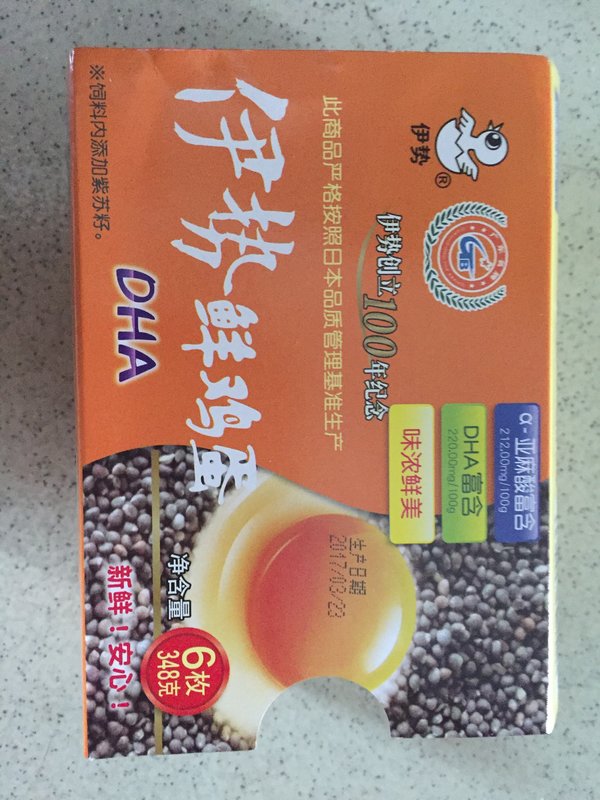 伊势®
伊势创立100年纪念
α-亚麻酸富含
212.00mg/100g
DHA富含
220.00mg/100g
味浓鲜美
此商品严格按照日本品质管理基准生产
伊势鲜鸡蛋
DHA
※饲料内添加紫苏籽。
生产日期
2017/03/23
净含量
6枚
348克
新鲜！安心！